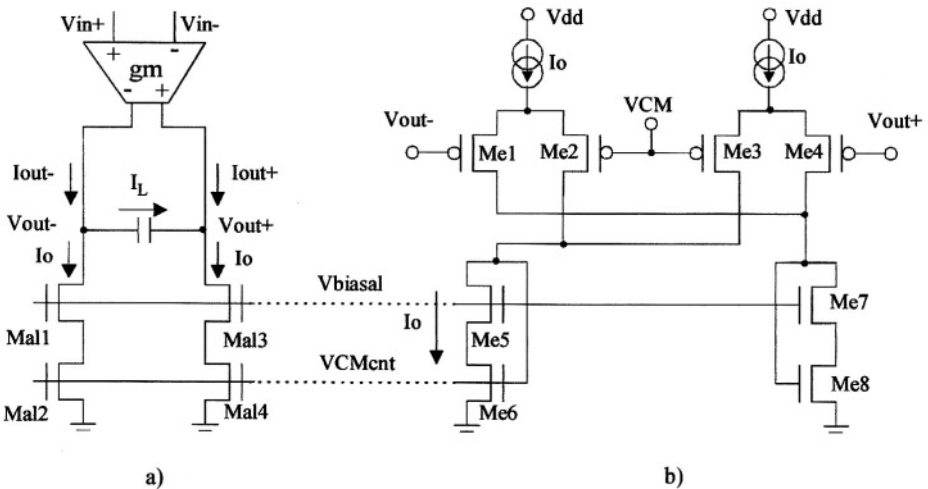 Vin+ Vin-
+ -
gm
- +
Iout- Iout+
I_L
Vout- Vout+
Io Io
Mal1 Mal3
Mal2 Mal4
a)
Vdd Vdd
Io Io
VCM
Vout- Vout+
Me1 Me2 Me3 Me4
Vbiasal
Io
Me5 Me7
VCMcnt
Me6 Me8
b)